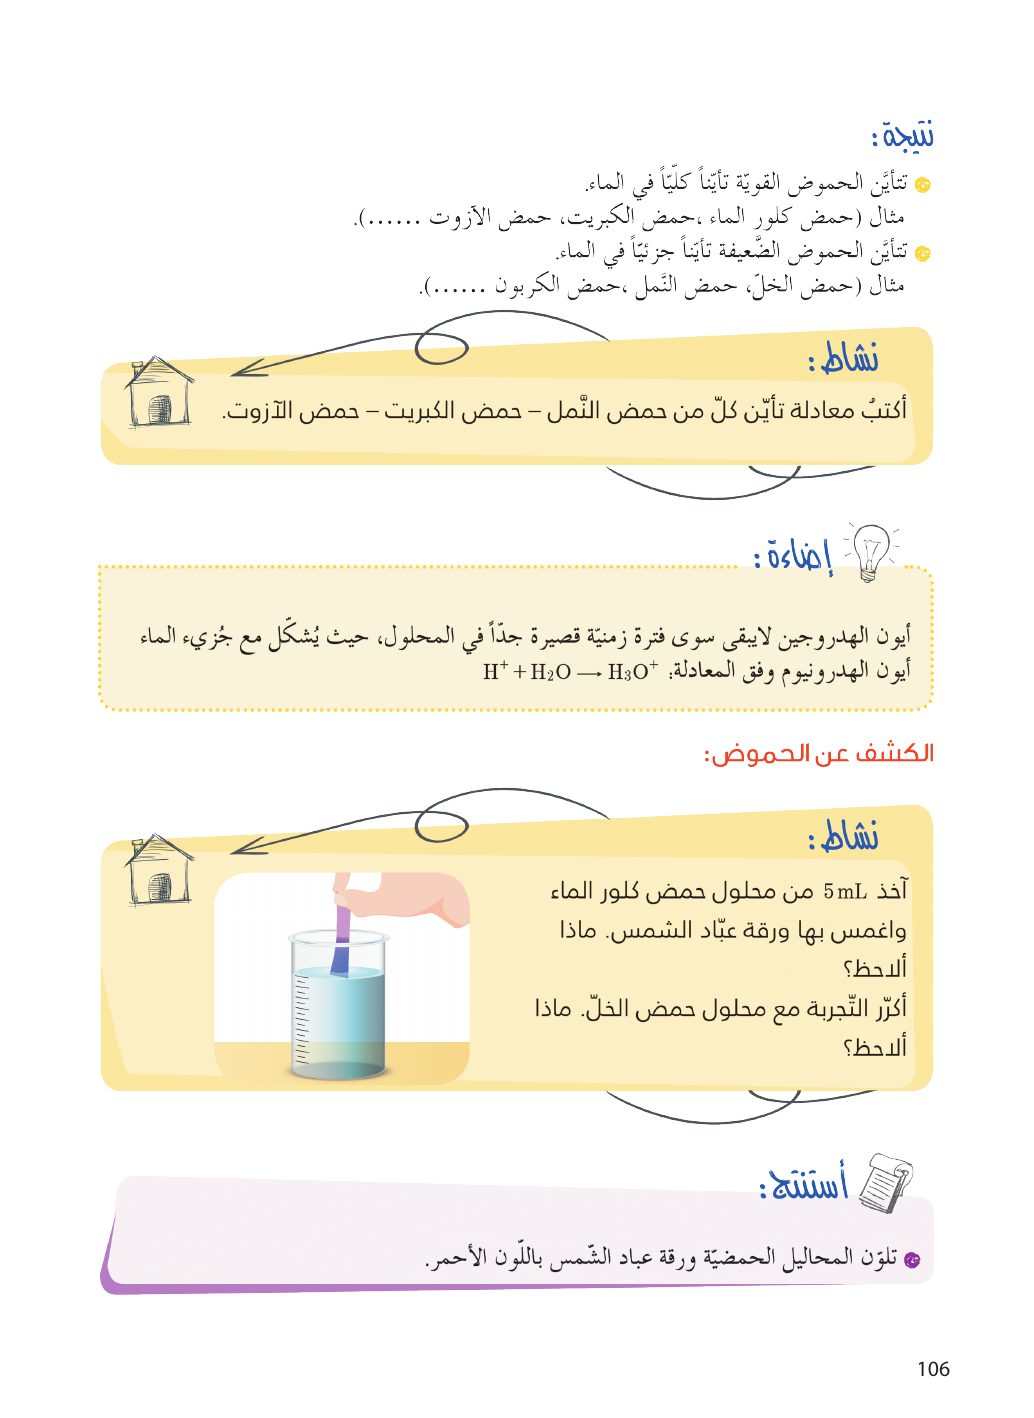 نتيجة:
تتأيَّن الحموض القويّة تأيّناً كلّيّاً في الماء.
مثال (حمض كلور الماء ،حمض الكبريت، حمض الآزوت ......).
تتأيَّن الحموض الضَّعيفة تأيّناً جزئيّاً في الماء.
مثال (حمض الخلّ، حمض النَّمل ،حمض الكربون ......).
نشاط:
أكتبُ معادلة تأيّن كلّ من حمض النَّمل – حمض الكبريت – حمض الآزوت.
إضاءة:
أيون الهدروجين لايبقى سوى فترة زمنيّة قصيرة جدّاً في المحلول، حيث يُشكّل مع جُزيء الماء
أيون الهدرونيوم وفق المعادلة: H⁺ + H₂O ⟶ H₃O⁺
الكشف عن الحموض:
نشاط:
آخذ 5 mL من محلول حمض كلور الماء
واغمس بها ورقة عبّاد الشمس. ماذا
ألاحظ؟
أكرّر التّجربة مع محلول حمض الخلّ. ماذا
ألاحظ؟
أستنتج:
تلوّن المحاليل الحمضيّة ورقة عباد الشّمس باللّون الأحمر.
106